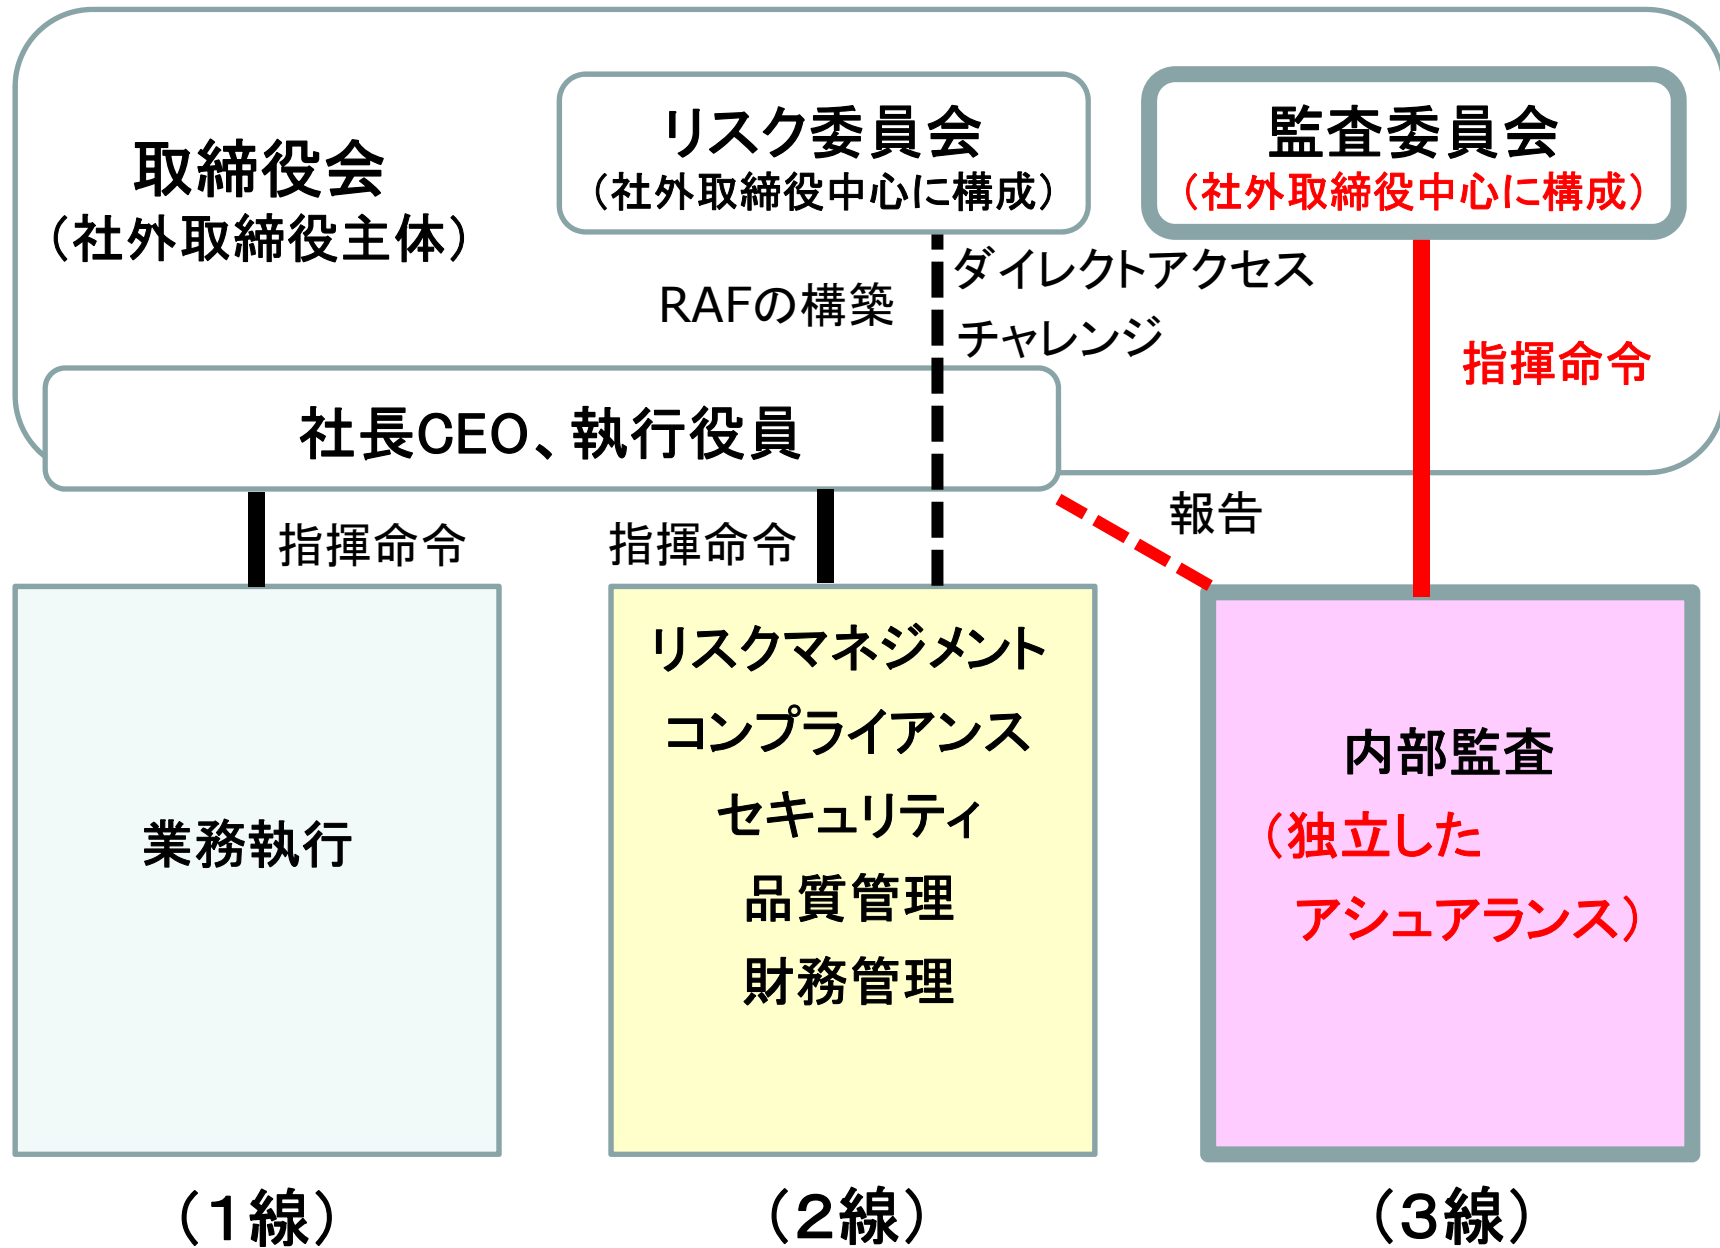 取締役会
（社外取締役主体）
リスク委員会
（社外取締役中心に構成）
監査委員会
（社外取締役中心に構成）
RAFの構築
ダイレクトアクセス
チャレンジ
指揮命令
社長CEO、執行役員
指揮命令
指揮命令
報告
業務執行
リスクマネジメント
コンプライアンス
セキュリティ
品質管理
財務管理
内部監査
（独立した
アシュアランス）
（１線）
（２線）
（３線）